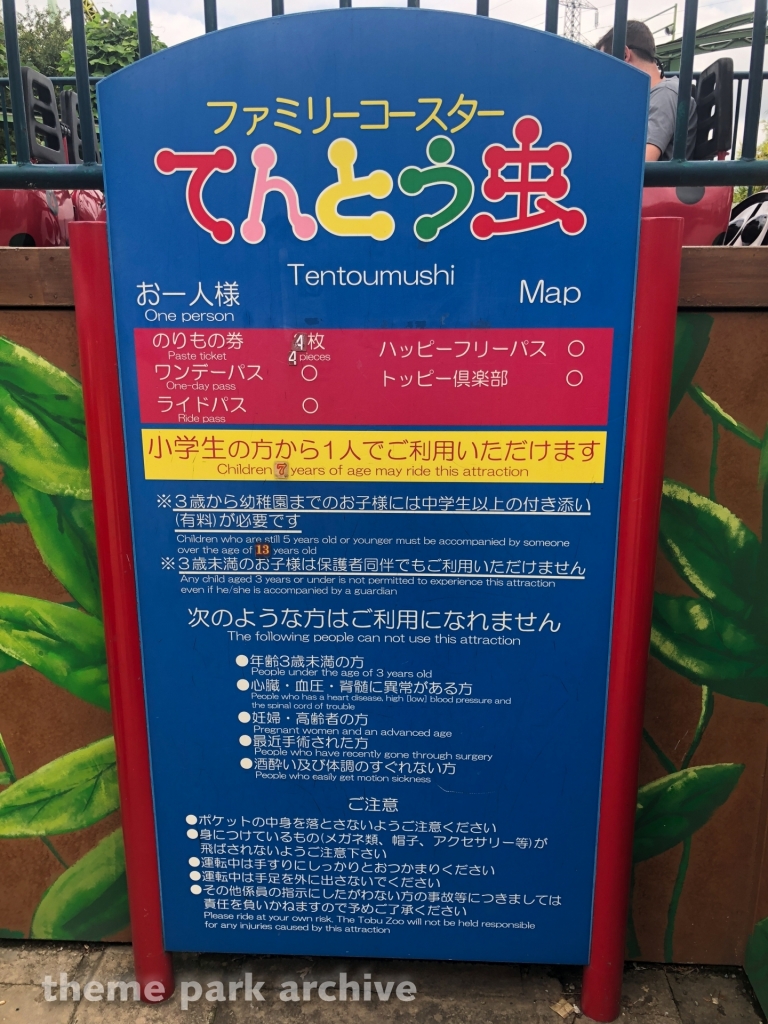 ファミリーコースター
てんとう虫
Tentoumushi
お一人様
One person
Map
のりもの券 4枚
Paste ticket 4 pieces
ハッピーフリーパス ○
ワンデーパス ○
One-day pass
トッピー倶楽部 ○
ライドパス ○
Ride pass
小学生の方から1人でご利用いただけます
Children 7 years of age may ride this attraction
※3歳から幼稚園までのお子様には中学生以上の付き添い
(有料)が必要です
Children who are still 5 years old or younger must be accompanied by someone
over the age of 13 years old
※3歳未満のお子様は保護者同伴でもご利用いただけません
Any child aged 3 years or under is not permitted to experience this attraction
even if he/she is accompanied by a guardian
次のような方はご利用になれません
The following people can not use this attraction
●年齢3歳未満の方
People under the age of 3 years old
●心臓・血圧・脊髄に異常がある方
People who has a heart disease, high [low] blood pressure and
the spinal cord of trouble
●妊婦・高齢者の方
Pregnant women and an advanced age
●最近手術された方
People who have recently gone through surgery
●酒酔い及び体調のすぐれない方
People who easily get motion sickness
ご注意
●ポケットの中身を落とさないようご注意ください
●身につけているもの(メガネ類、帽子、アクセサリー等)が
飛ばされないようご注意下さい
●運転中は手すりにしっかりとおつかまりください
●運転中は手足を外に出さないでください
●その他係員の指示にしたがわない方の事故等につきましては
責任を負いかねますので予めご了承ください
Please ride at your own risk. The Tobu Zoo will not be held responsible
for any injuries caused by this attraction
theme park archive